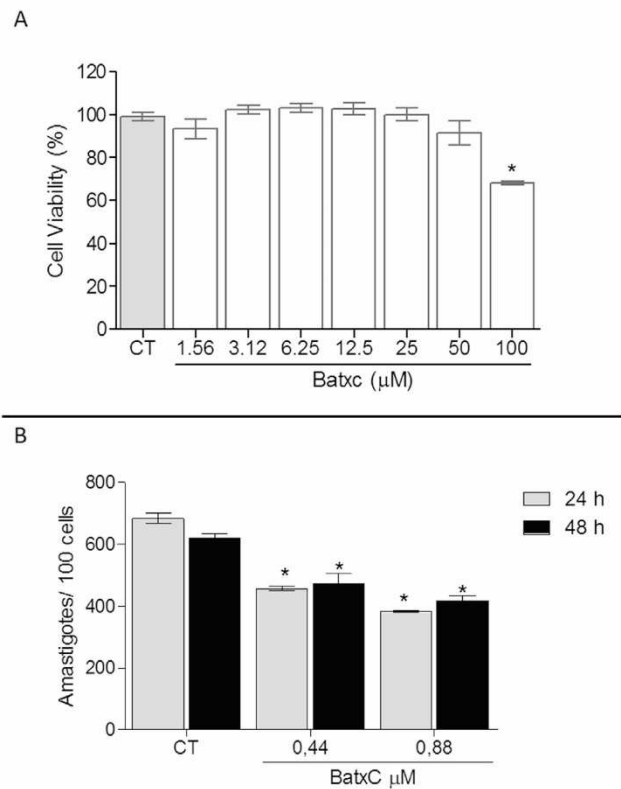 A
120
100
80
60
40
20
0
Cell Viability (%)
*
CT 1.56 3.12 6.25 12.5 25 50 100
Batxc (μM)
B
800
600
400
200
0
Amastigotes/ 100 cells
24 h
48 h
* * * *
CT 0,44 0,88
BatxC μM